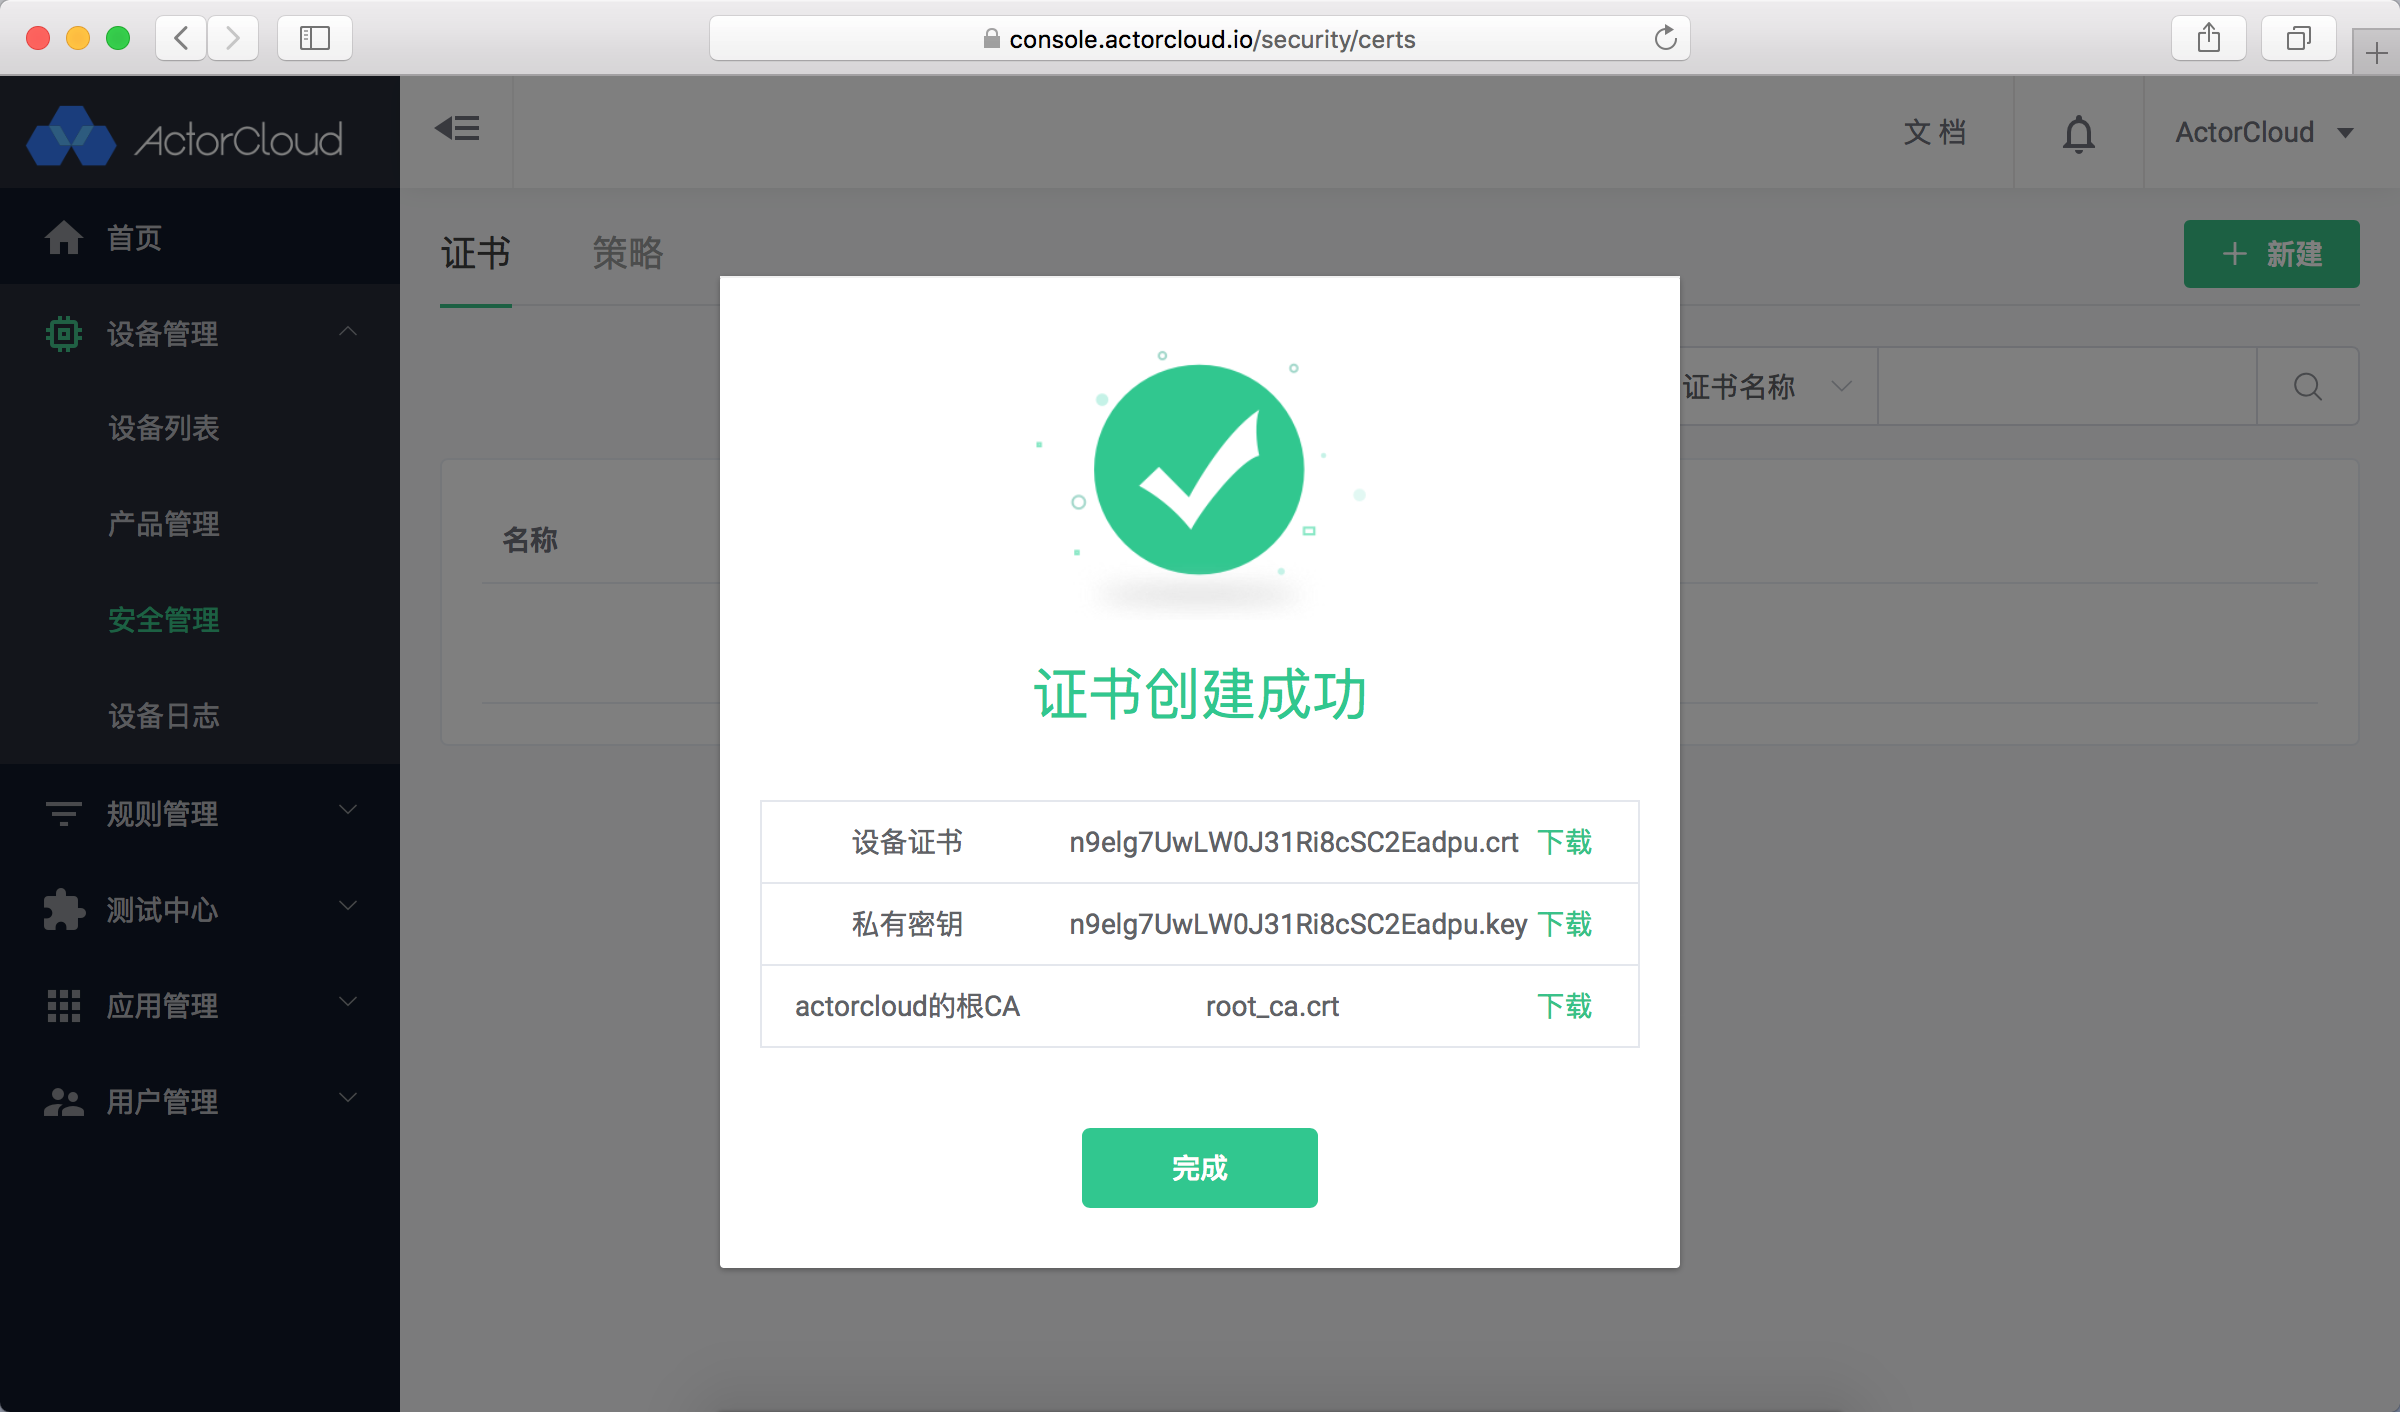 console.actorcloud.io/security/certs
ActorCloud
文 档
ActorCloud
首页
设备管理
设备列表
产品管理
安全管理
设备日志
规则管理
测试中心
应用管理
用户管理
证书
策略
新建
证书名称
名称
证书创建成功
设备证书 n9elg7UwLW0J31Ri8cSC2Eadpu.crt 下载
私有密钥 n9elg7UwLW0J31Ri8cSC2Eadpu.key 下载
actorcloud的根CA root_ca.crt 下载
完成